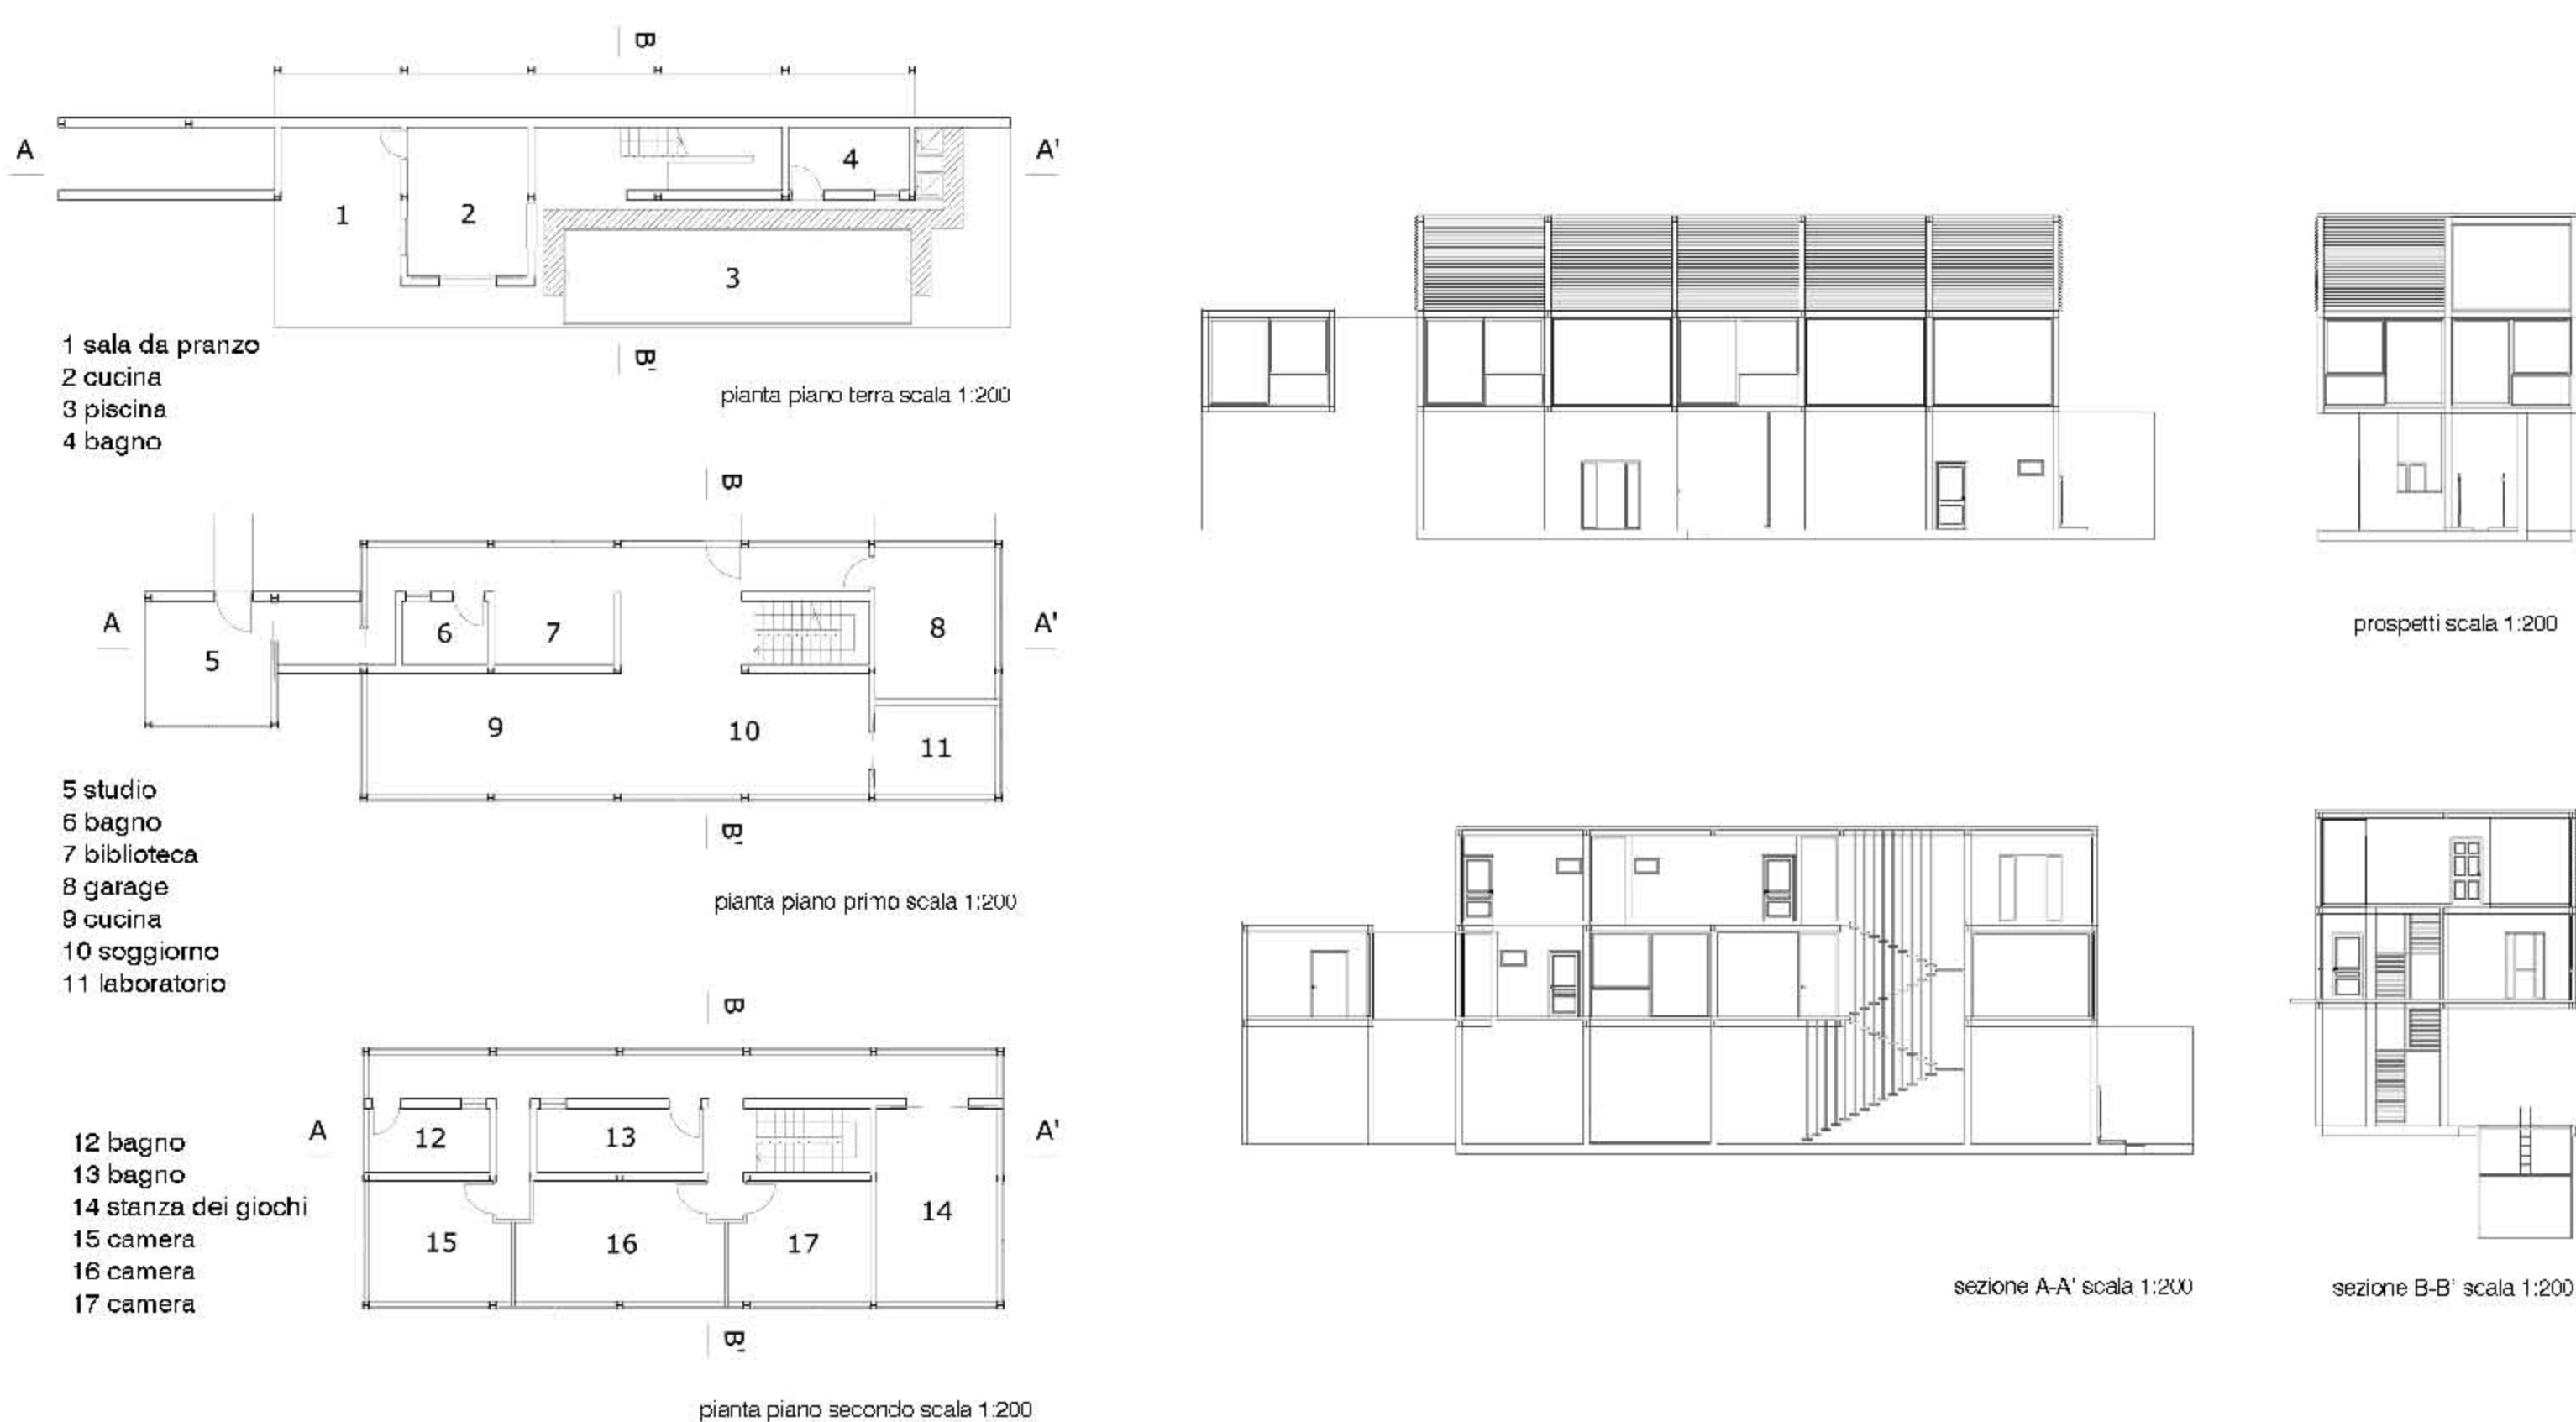 B
A
A'
4
1
2
3
1 sala da pranzo
2 cucina
3 piscina
4 bagno
B'
pianta piano terra scala 1:200
B
A
6
7
8
A'
5
9
10
11
5 studio
6 bagno
7 biblioteca
8 garage
9 cucina
10 soggiorno
11 laboratorio
B'
pianta piano primo scala 1:200
B
A
12
13
A'
14
15
16
17
12 bagno
13 bagno
14 stanza dei giochi
15 camera
16 camera
17 camera
B'
pianta piano secondo scala 1:200
prospetti scala 1:200
sezione A-A' scala 1:200
sezione B-B' scala 1:200